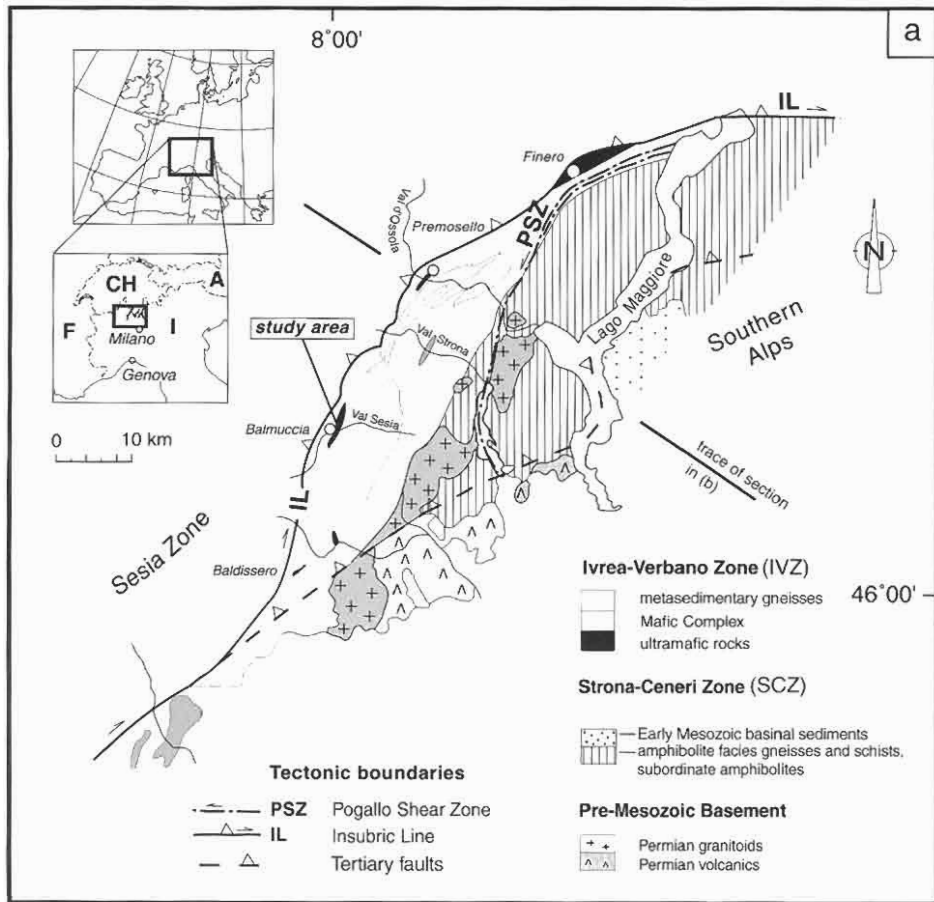 a
8°00'
IL
Finero
Val d'Ossola
Premosello
PSZ
N
CH
A
F
I
Milano
Genova
study area
Val Strona
Lago Maggiore
Southern
Alps
0 10 km
Balmuccia
Val Sesia
trace of section
in (b)
IL
Sesia Zone
Baldissero
46°00'
Ivrea-Verbano Zone (IVZ)
metasedimentary gneisses
Mafic Complex
ultramafic rocks
Strona-Ceneri Zone (SCZ)
Early Mesozoic basinal sediments
amphibolite facies gneisses and schists,
subordinate amphibolites
Tectonic boundaries
PSZ Pogallo Shear Zone
IL Insubric Line
Tertiary faults
Pre-Mesozoic Basement
Permian granitoids
Permian volcanics